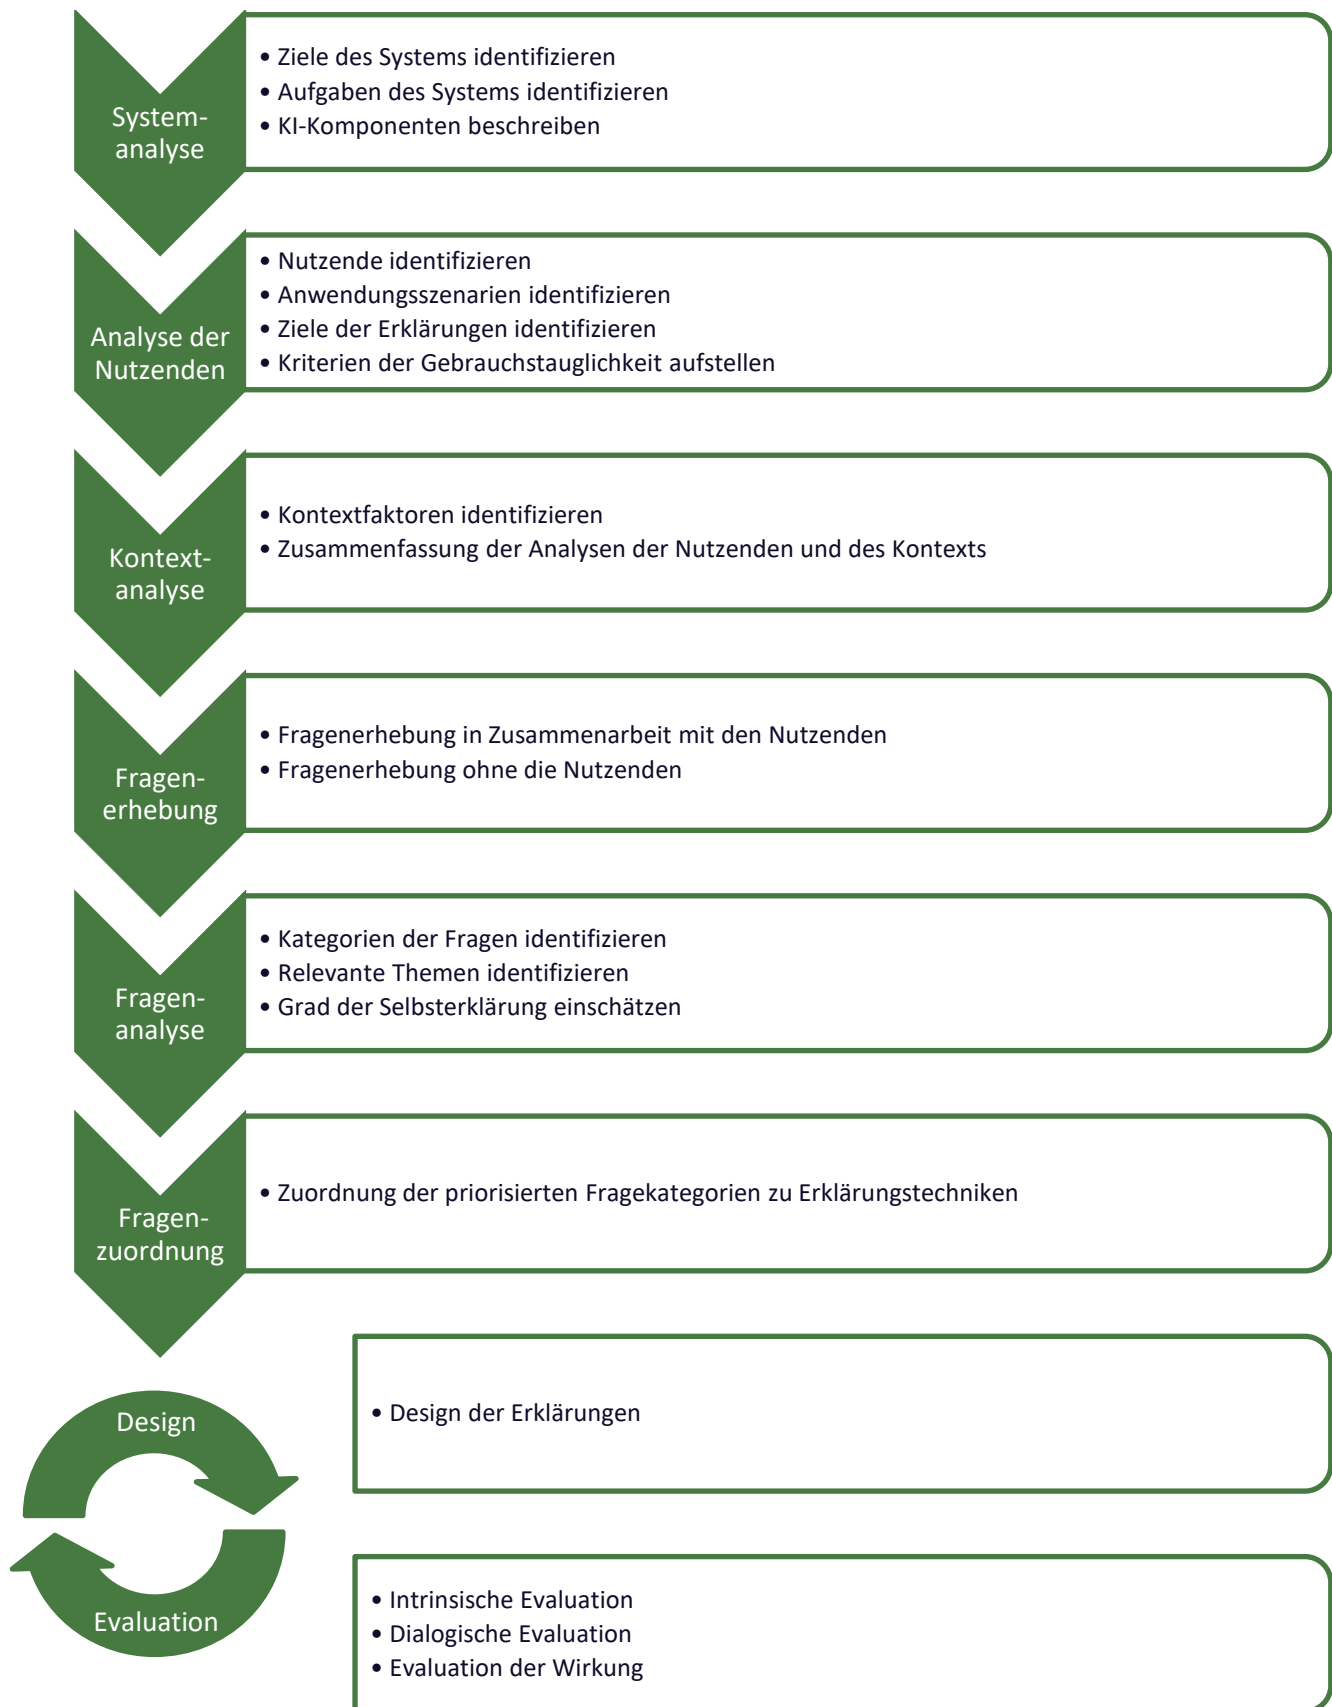 System-
analyse
• Ziele des Systems identifizieren
• Aufgaben des Systems identifizieren
• KI-Komponenten beschreiben
Analyse der
Nutzenden
• Nutzende identifizieren
• Anwendungsszenarien identifizieren
• Ziele der Erklärungen identifizieren
• Kriterien der Gebrauchstauglichkeit aufstellen
Kontext-
analyse
• Kontextfaktoren identifizieren
• Zusammenfassung der Analysen der Nutzenden und des Kontexts
Fragen-
erhebung
• Fragenerhebung in Zusammenarbeit mit den Nutzenden
• Fragenerhebung ohne die Nutzenden
Fragen-
analyse
• Kategorien der Fragen identifizieren
• Relevante Themen identifizieren
• Grad der Selbsterklärung einschätzen
Fragen-
zuordnung
• Zuordnung der priorisierten Fragekategorien zu Erklärungstechniken
Design
• Design der Erklärungen
Evaluation
• Intrinsische Evaluation
• Dialogische Evaluation
• Evaluation der Wirkung